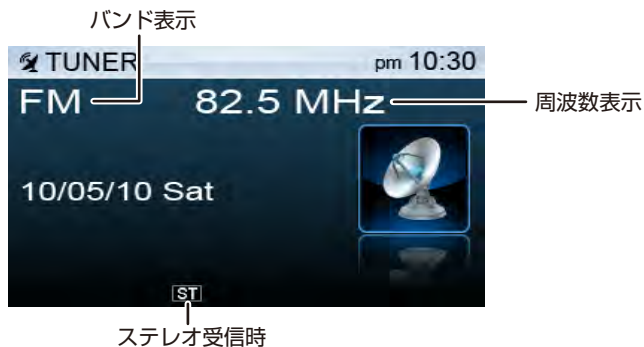 バンド表示
TUNER pm 10:30
FM 82.5 MHz 周波数表示
10/05/10 Sat
ST
ステレオ受信時